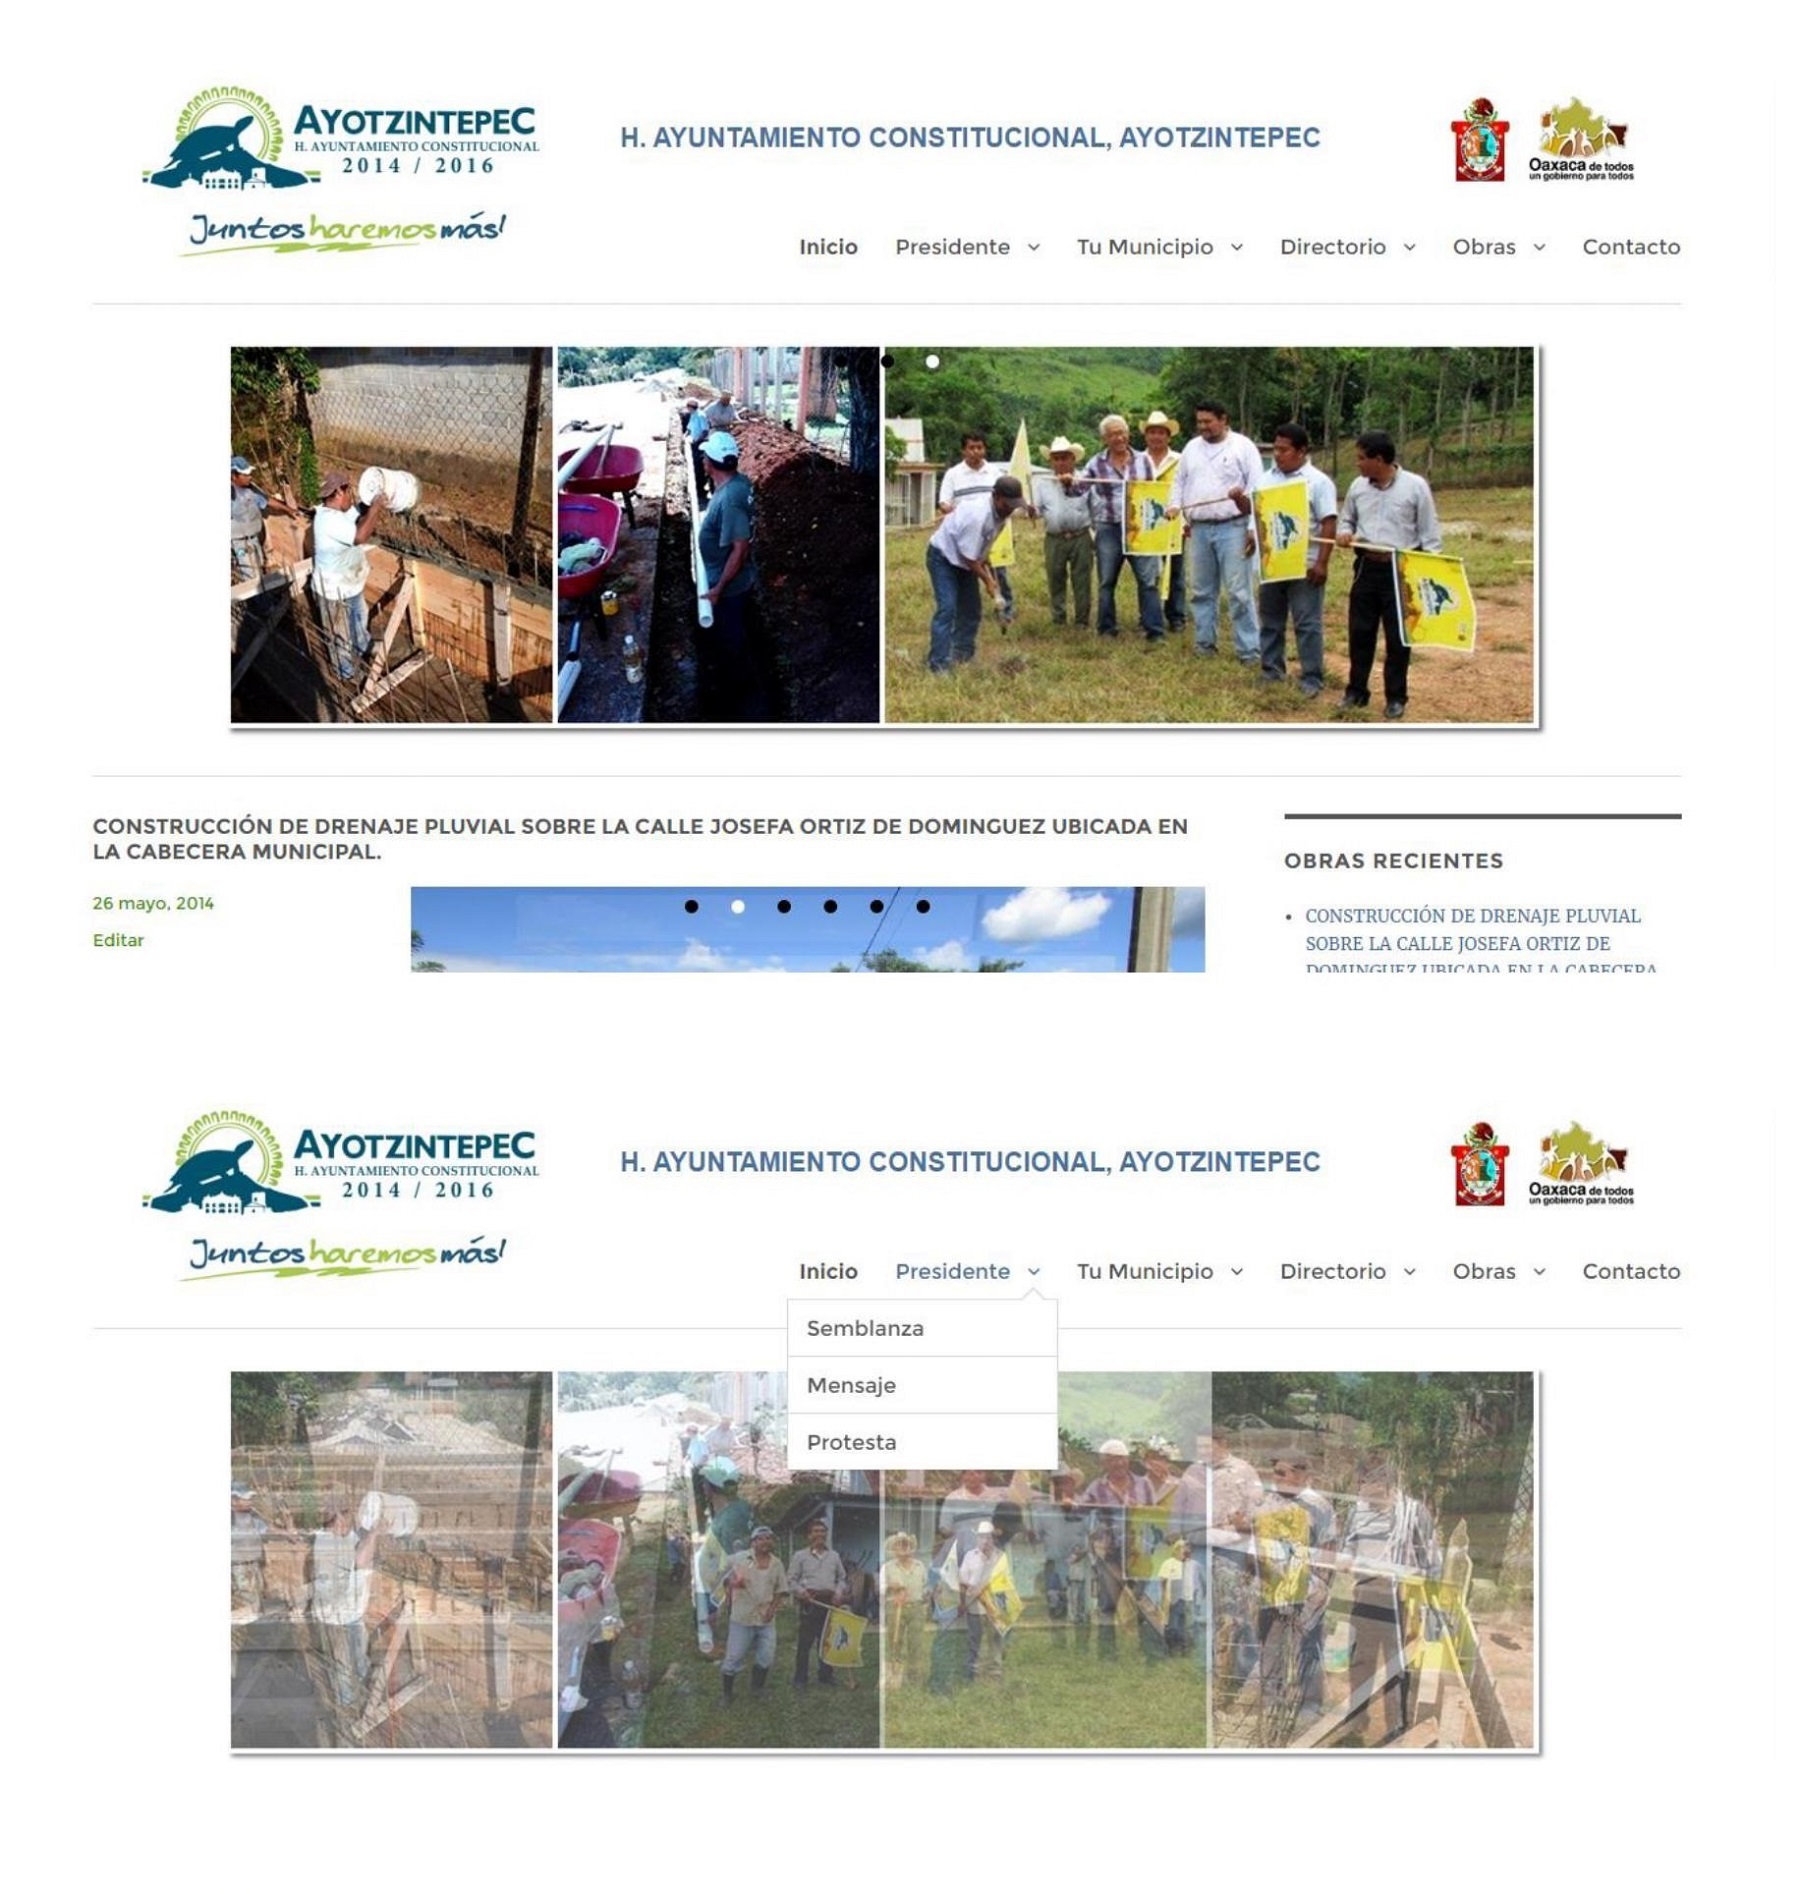 AYOTZINTEPEC
H. AYUNTAMIENTO CONSTITUCIONAL
2014 / 2016
Juntos haremos más!
H. AYUNTAMIENTO CONSTITUCIONAL, AYOTZINTEPEC
Oaxaca de todos
un gobierno para todos
Inicio Presidente Tu Municipio Directorio Obras Contacto
CONSTRUCCIÓN DE DRENAJE PLUVIAL SOBRE LA CALLE JOSEFA ORTIZ DE DOMINGUEZ UBICADA EN
LA CABECERA MUNICIPAL.
26 mayo, 2014
Editar
OBRAS RECIENTES
• CONSTRUCCIÓN DE DRENAJE PLUVIAL
SOBRE LA CALLE JOSEFA ORTIZ DE
DOMINGUEZ UBICADA EN LA CABECERA
AYOTZINTEPEC
H. AYUNTAMIENTO CONSTITUCIONAL
2014 / 2016
Juntos haremos más!
H. AYUNTAMIENTO CONSTITUCIONAL, AYOTZINTEPEC
Oaxaca de todos
un gobierno para todos
Inicio Presidente Tu Municipio Directorio Obras Contacto
Semblanza
Mensaje
Protesta